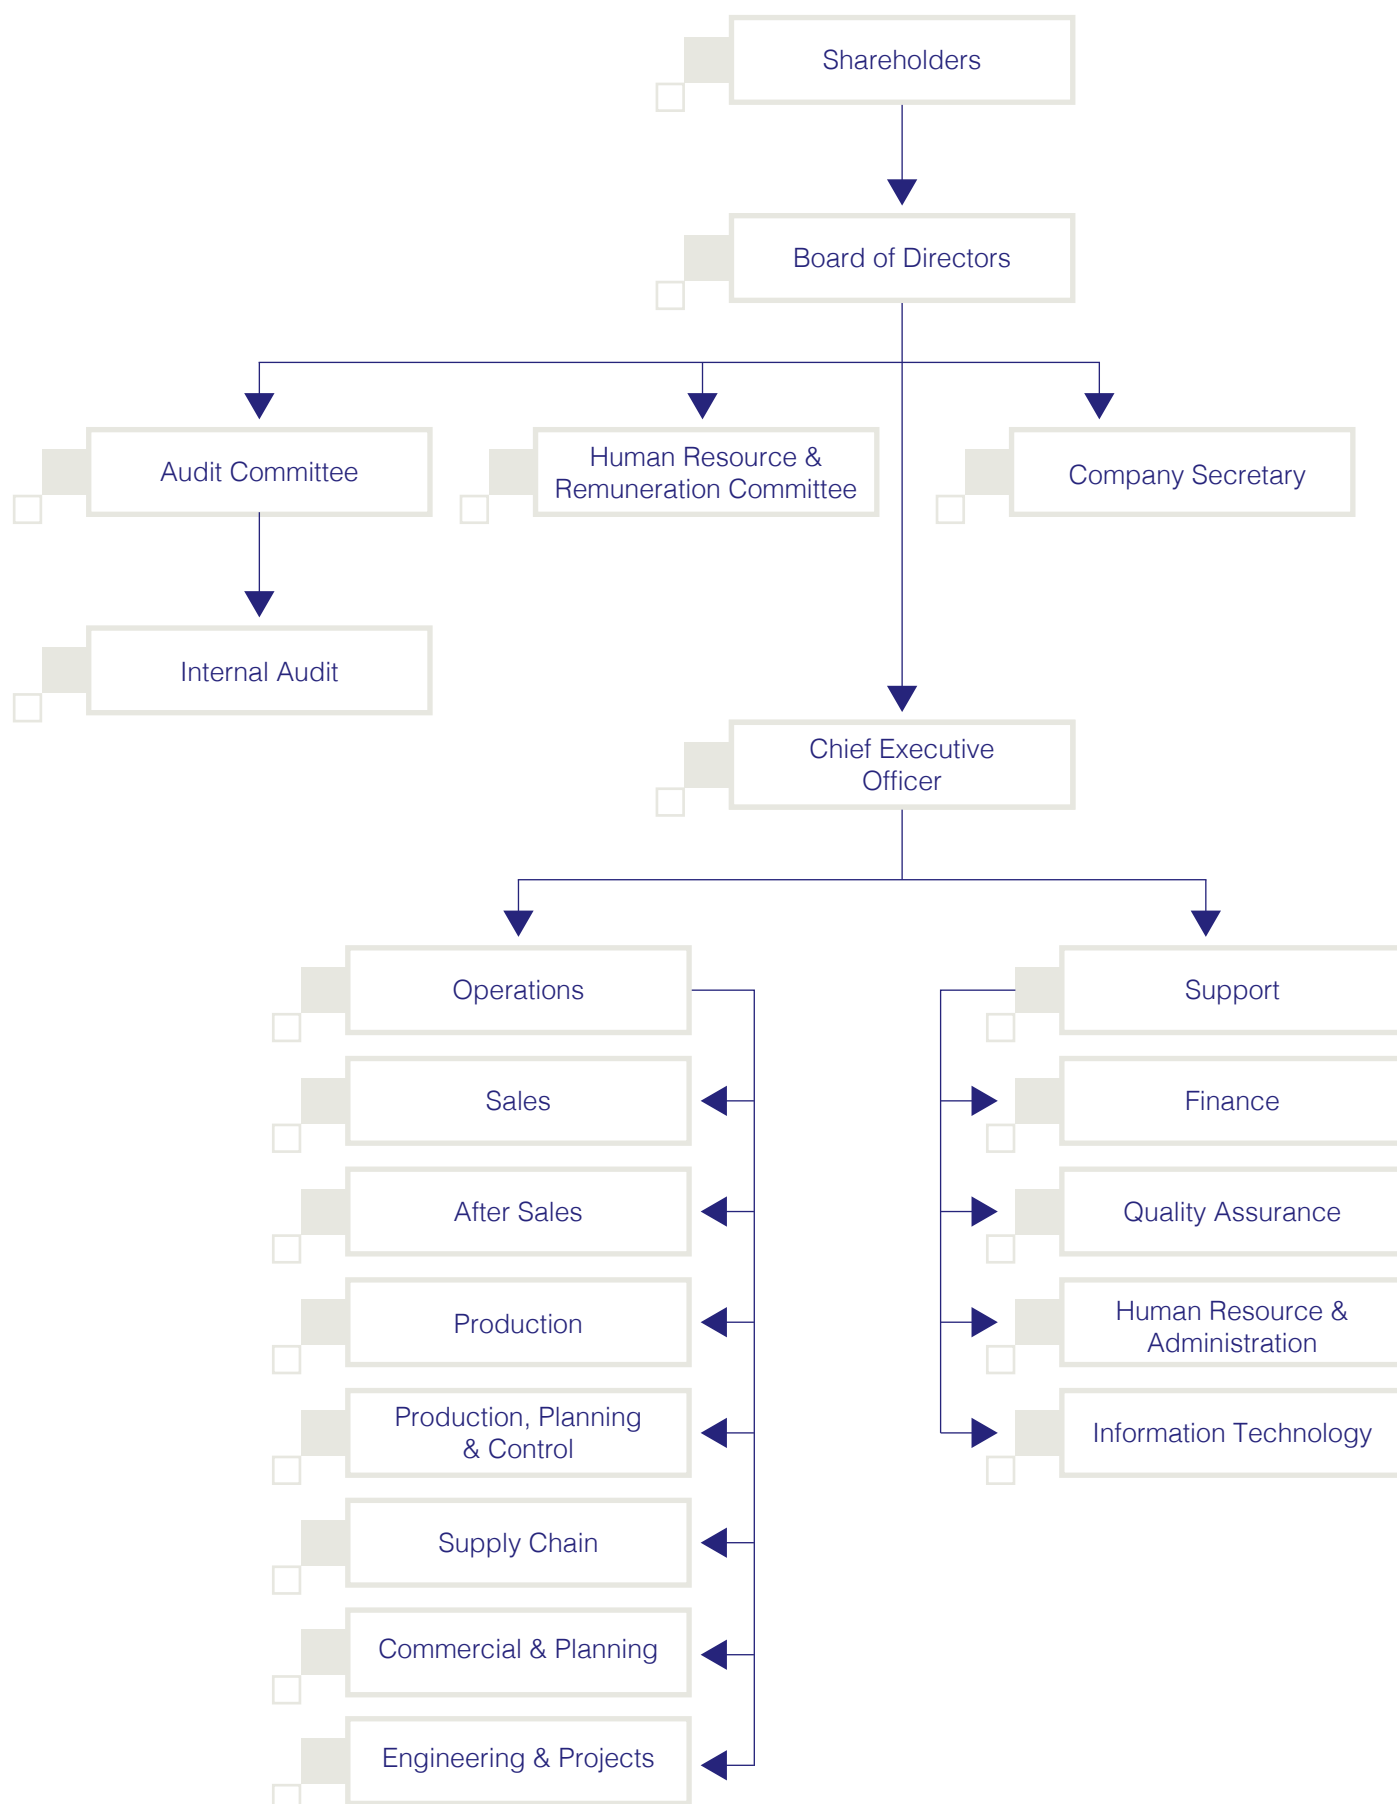 Shareholders
Board of Directors
Audit Committee
Human Resource &
Remuneration Committee
Company Secretary
Internal Audit
Chief Executive
Officer
Operations
Support
Sales
Finance
After Sales
Quality Assurance
Production
Human Resource &
Administration
Production, Planning
& Control
Information Technology
Supply Chain
Commercial & Planning
Engineering & Projects